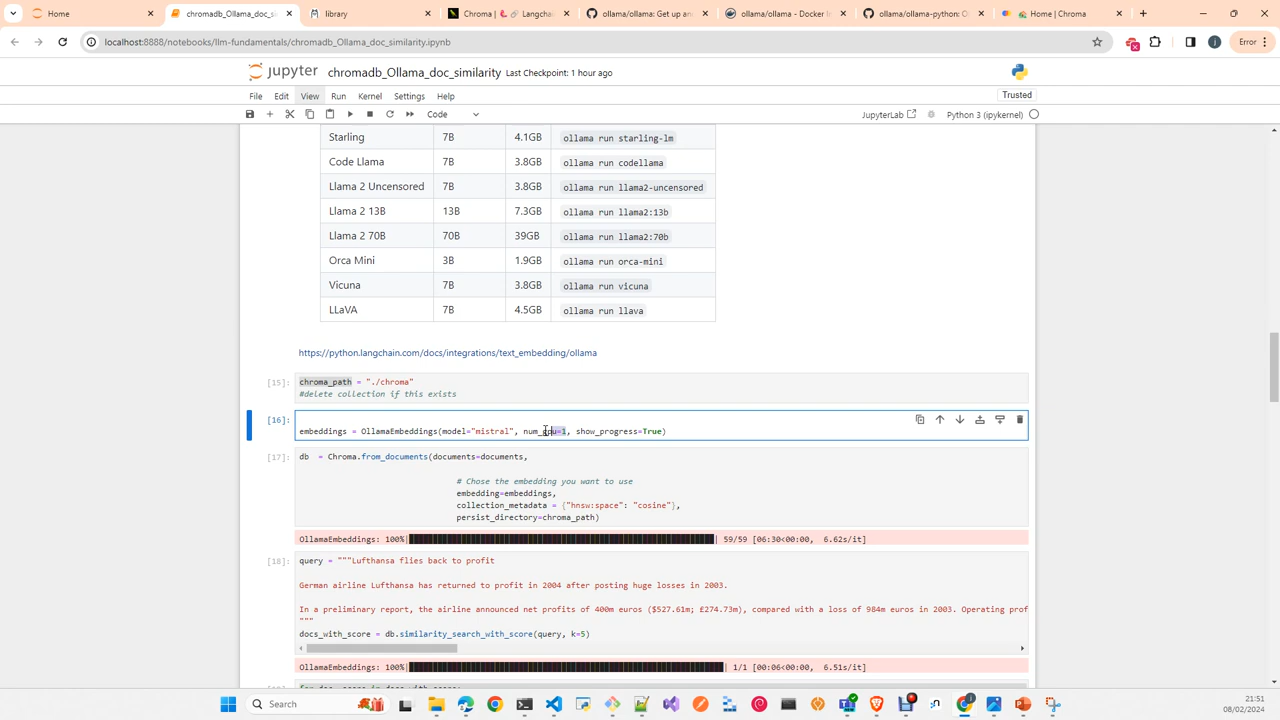 Home
chromadb_Ollama_doc_si
library
Chroma | 🦜🔗 Langchain
ollama/ollama: Get up an
ollama/ollama - Docker I
ollama/ollama-python: O
Home | Chroma
localhost:8888/notebooks/llm-fundamentals/chromadb_Ollama_doc_similarity.ipynb
Error
jupyter chromadb_Ollama_doc_similarity Last Checkpoint: 1 hour ago
File Edit View Run Kernel Settings Help
Trusted
Code
JupyterLab
Python 3 (ipykernel)
Starling 7B 4.1GB ollama run starling-lm
Code Llama 7B 3.8GB ollama run codellama
Llama 2 Uncensored 7B 3.8GB ollama run llama2-uncensored
Llama 2 13B 13B 7.3GB ollama run llama2:13b
Llama 2 70B 70B 39GB ollama run llama2:70b
Orca Mini 3B 1.9GB ollama run orca-mini
Vicuna 7B 3.8GB ollama run vicuna
LLaVA 7B 4.5GB ollama run llava
https://python.langchain.com/docs/integrations/text_embedding/ollama
[15]: chroma_path = "./chroma"
#delete collection if this exists
[16]:
embeddings = OllamaEmbeddings(model="mistral", num_gpu=1, show_progress=True)
[17]: db = Chroma.from_documents(documents=documents,
# Chose the embedding you want to use
embedding=embeddings,
collection_metadata = {"hnsw:space": "cosine"},
persist_directory=chroma_path)
OllamaEmbeddings: 100%| | 59/59 [06:30<00:00, 6.62s/it]
[18]: query = """Lufthansa flies back to profit
German airline Lufthansa has returned to profit in 2004 after posting huge losses in 2003.
In a preliminary report, the airline announced net profits of 400m euros ($527.61m; £274.73m), compared with a loss of 984m euros in 2003. Operating prof
"""
docs_with_score = db.similarity_search_with_score(query, k=5)
OllamaEmbeddings: 100%| | 1/1 [00:06<00:00, 6.51s/it]
for doc, score in docs_with_score:
Search
21:51
08/02/2024